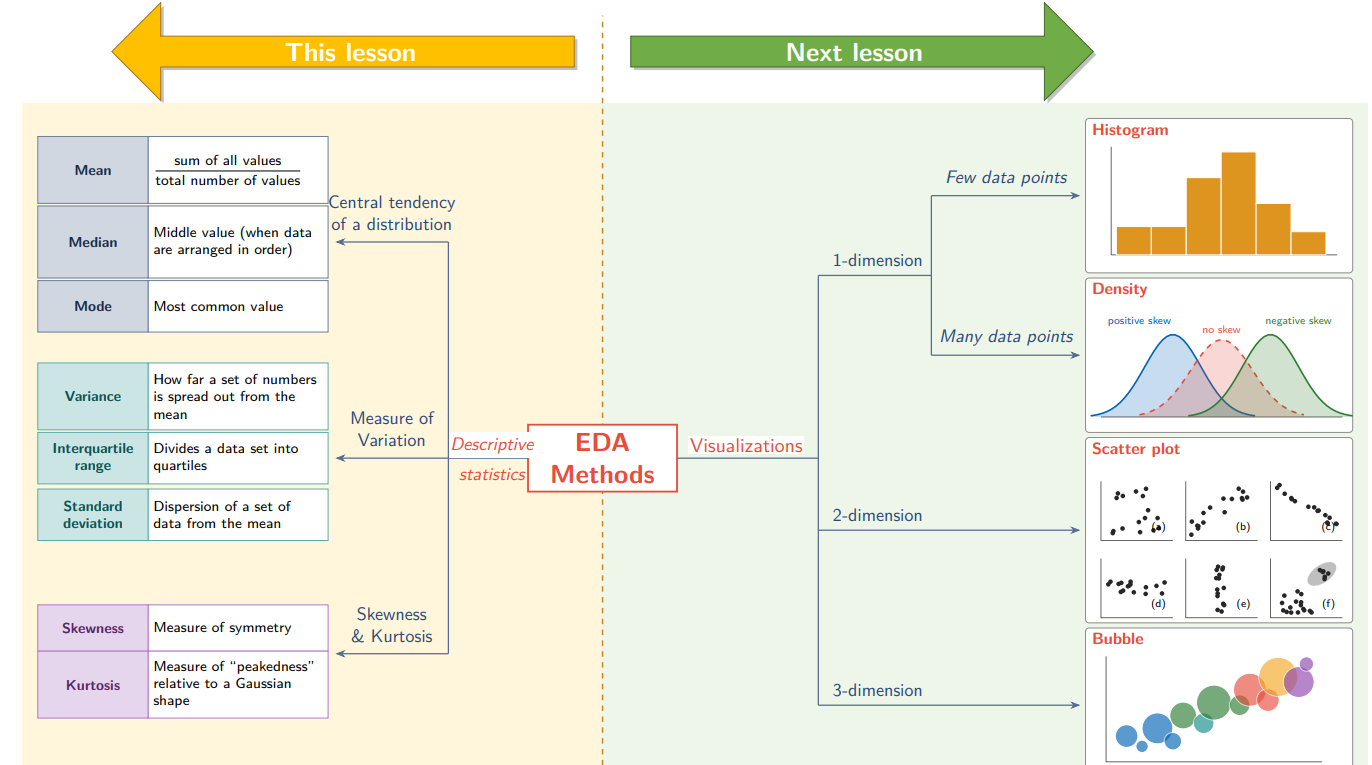 This lesson
Next lesson
Mean
sum of all values
total number of values
Median
Middle value (when data
are arranged in order)
Mode
Most common value
Central tendency
of a distribution
Variance
How far a set of numbers
is spread out from the
mean
Interquartile
range
Divides a data set into
quartiles
Standard
deviation
Dispersion of a set of
data from the mean
Measure of
Variation
Skewness
Measure of symmetry
Kurtosis
Measure of “peakedness”
relative to a Gaussian
shape
Skewness
& Kurtosis
Descriptive
statistics
EDA
Methods
Visualizations
1-dimension
Few data points
Many data points
2-dimension
3-dimension
Histogram
Density
positive skew
no skew
negative skew
Scatter plot
(a)
(b)
(c)
(d)
(e)
(f)
Bubble